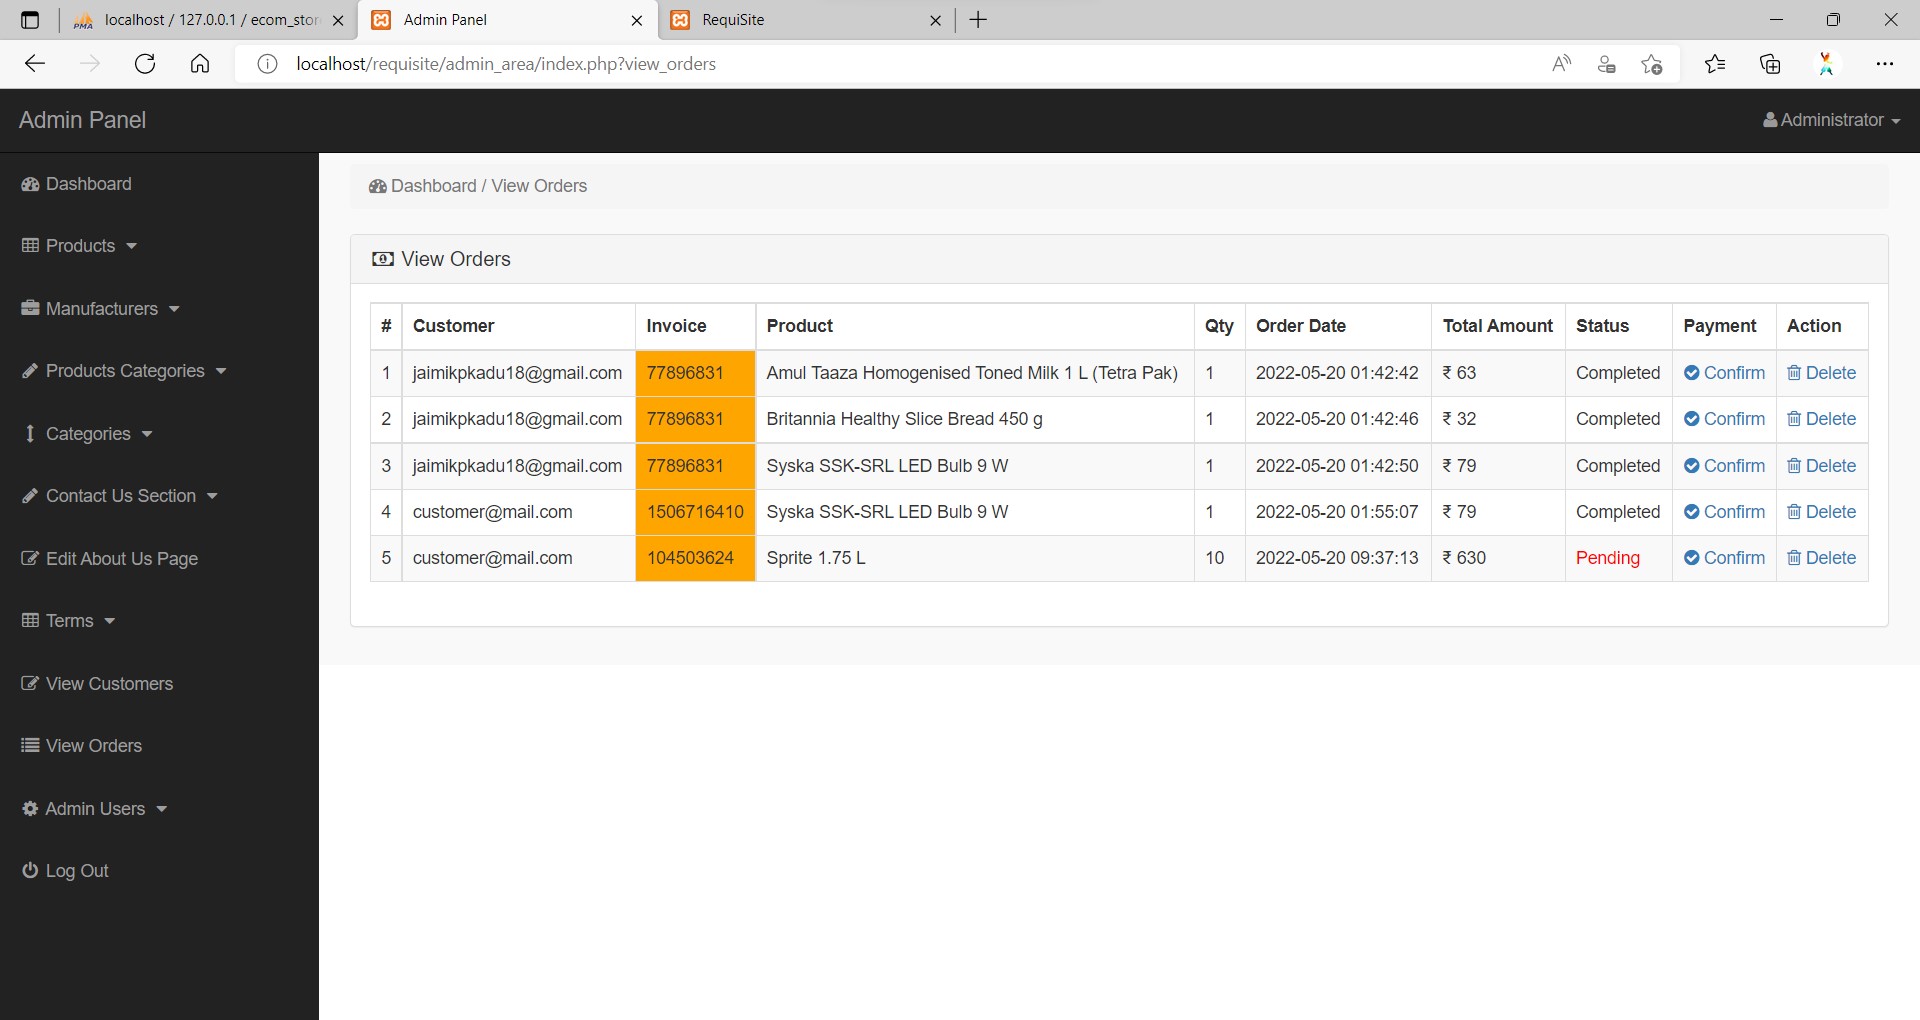 localhost / 127.0.0.1 / ecom_stor
Admin Panel
RequiSite
localhost/requisite/admin_area/index.php?view_orders
Admin Panel
Administrator
Dashboard
Products
Manufacturers
Products Categories
Categories
Contact Us Section
Edit About Us Page
Terms
View Customers
View Orders
Admin Users
Log Out
Dashboard / View Orders
View Orders
# Customer Invoice Product Qty Order Date Total Amount Status Payment Action
1 jaimikpkadu18@gmail.com 77896831 Amul Taaza Homogenised Toned Milk 1 L (Tetra Pak) 1 2022-05-20 01:42:42 ₹ 63 Completed Confirm Delete
2 jaimikpkadu18@gmail.com 77896831 Britannia Healthy Slice Bread 450 g 1 2022-05-20 01:42:46 ₹ 32 Completed Confirm Delete
3 jaimikpkadu18@gmail.com 77896831 Syska SSK-SRL LED Bulb 9 W 1 2022-05-20 01:42:50 ₹ 79 Completed Confirm Delete
4 customer@mail.com 1506716410 Syska SSK-SRL LED Bulb 9 W 1 2022-05-20 01:55:07 ₹ 79 Completed Confirm Delete
5 customer@mail.com 104503624 Sprite 1.75 L 10 2022-05-20 09:37:13 ₹ 630 Pending Confirm Delete